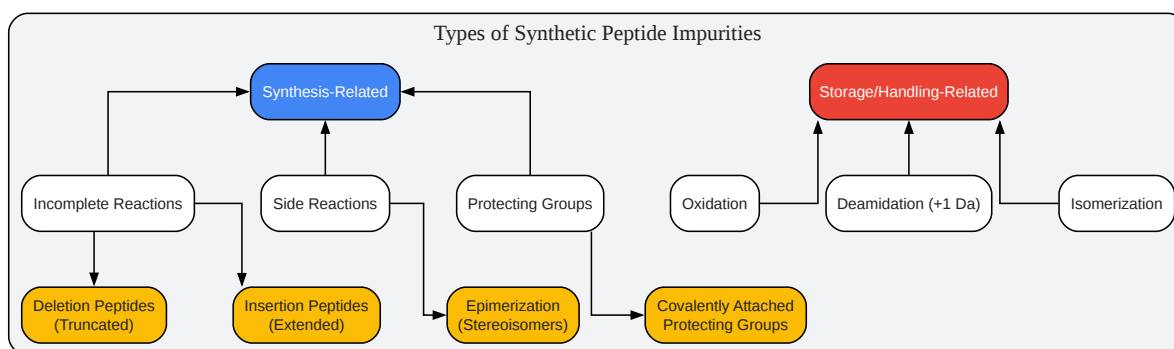 Types of Synthetic Peptide Impurities
Synthesis-Related
Storage/Handling-Related
Incomplete Reactions
Side Reactions
Protecting Groups
Oxidation
Deamidation (+1 Da)
Isomerization
Deletion Peptides
(Truncated)
Insertion Peptides
(Extended)
Epimerization
(Stereoisomers)
Covalently Attached
Protecting Groups